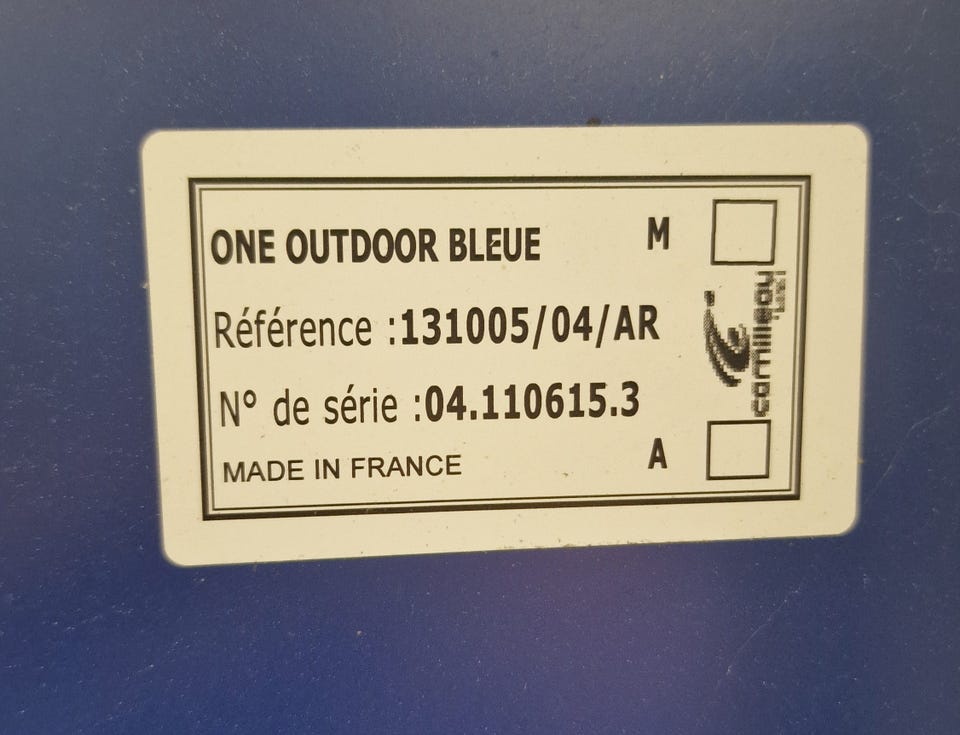 ONE OUTDOOR BLEUE
M
Référence :131005/04/AR
N° de série :04.110615.3
MADE IN FRANCE
A
cornilleau